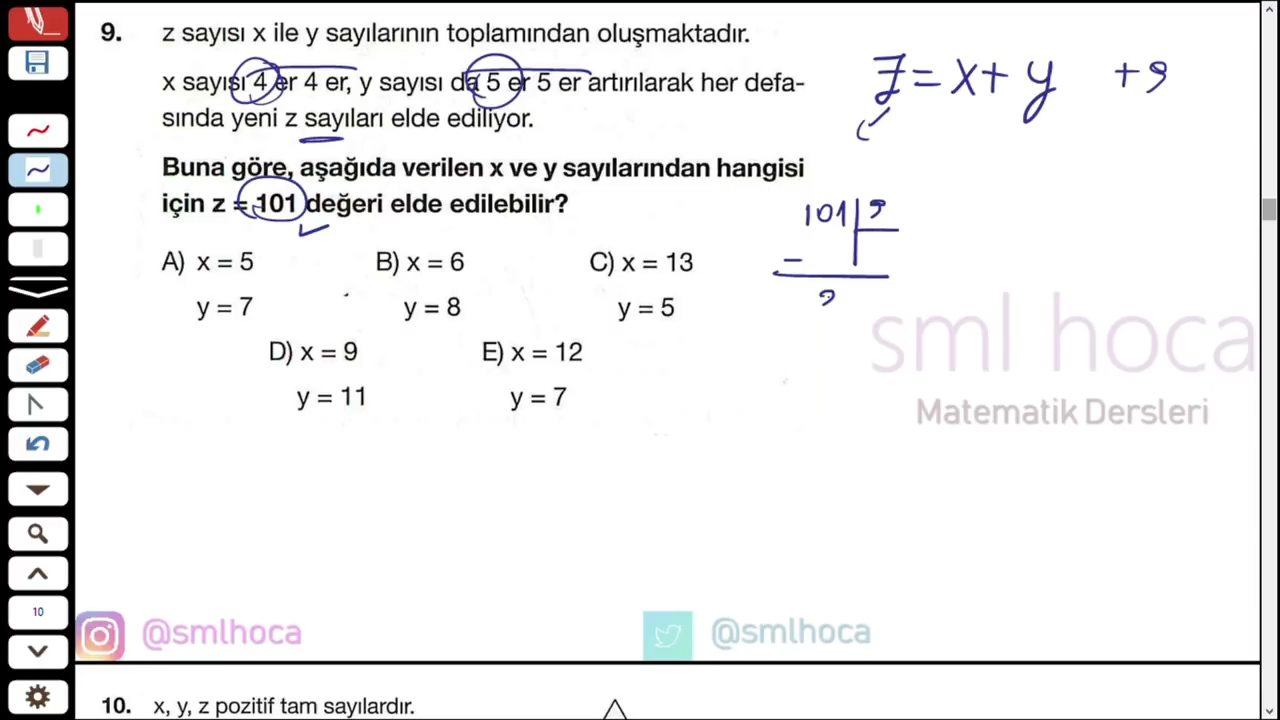 9. z sayısı x ile y sayılarının toplamından oluşmaktadır.
x sayısı 4 er 4 er, y sayısı da 5 er 5 er artırılarak her defa-
sında yeni z sayıları elde ediliyor.
Buna göre, aşağıda verilen x ve y sayılarından hangisi
için z = 101 değeri elde edilebilir?
A) x = 5 B) x = 6 C) x = 13
y = 7 y = 8 y = 5
D) x = 9 E) x = 12
y = 11 y = 7
z = x + y +9
101 9
sml hoca
Matematik Dersleri
@smlhoca @smlhoca
10
10. x, y, z pozitif tam sayılardır.